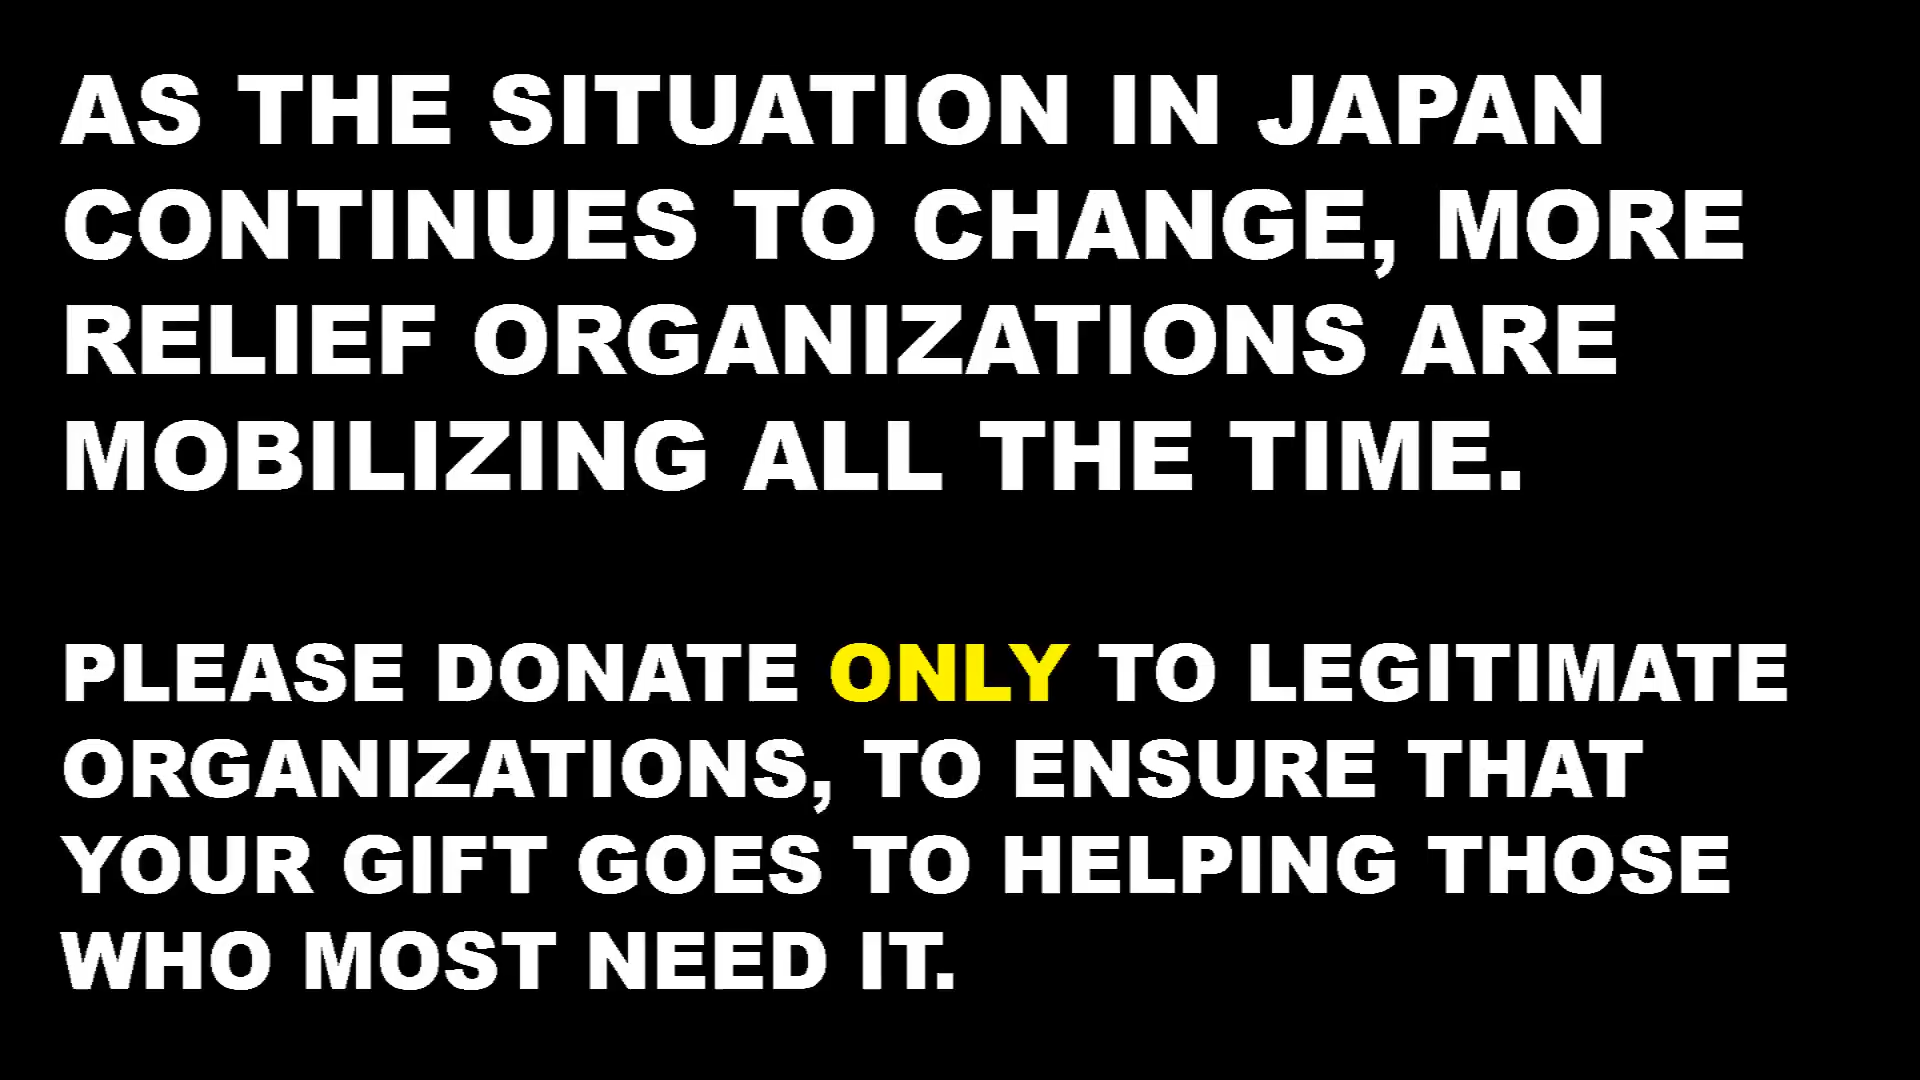 AS THE SITUATION IN JAPAN
CONTINUES TO CHANGE, MORE
RELIEF ORGANIZATIONS ARE
MOBILIZING ALL THE TIME.
PLEASE DONATE ONLY TO LEGITIMATE
ORGANIZATIONS, TO ENSURE THAT
YOUR GIFT GOES TO HELPING THOSE
WHO MOST NEED IT.